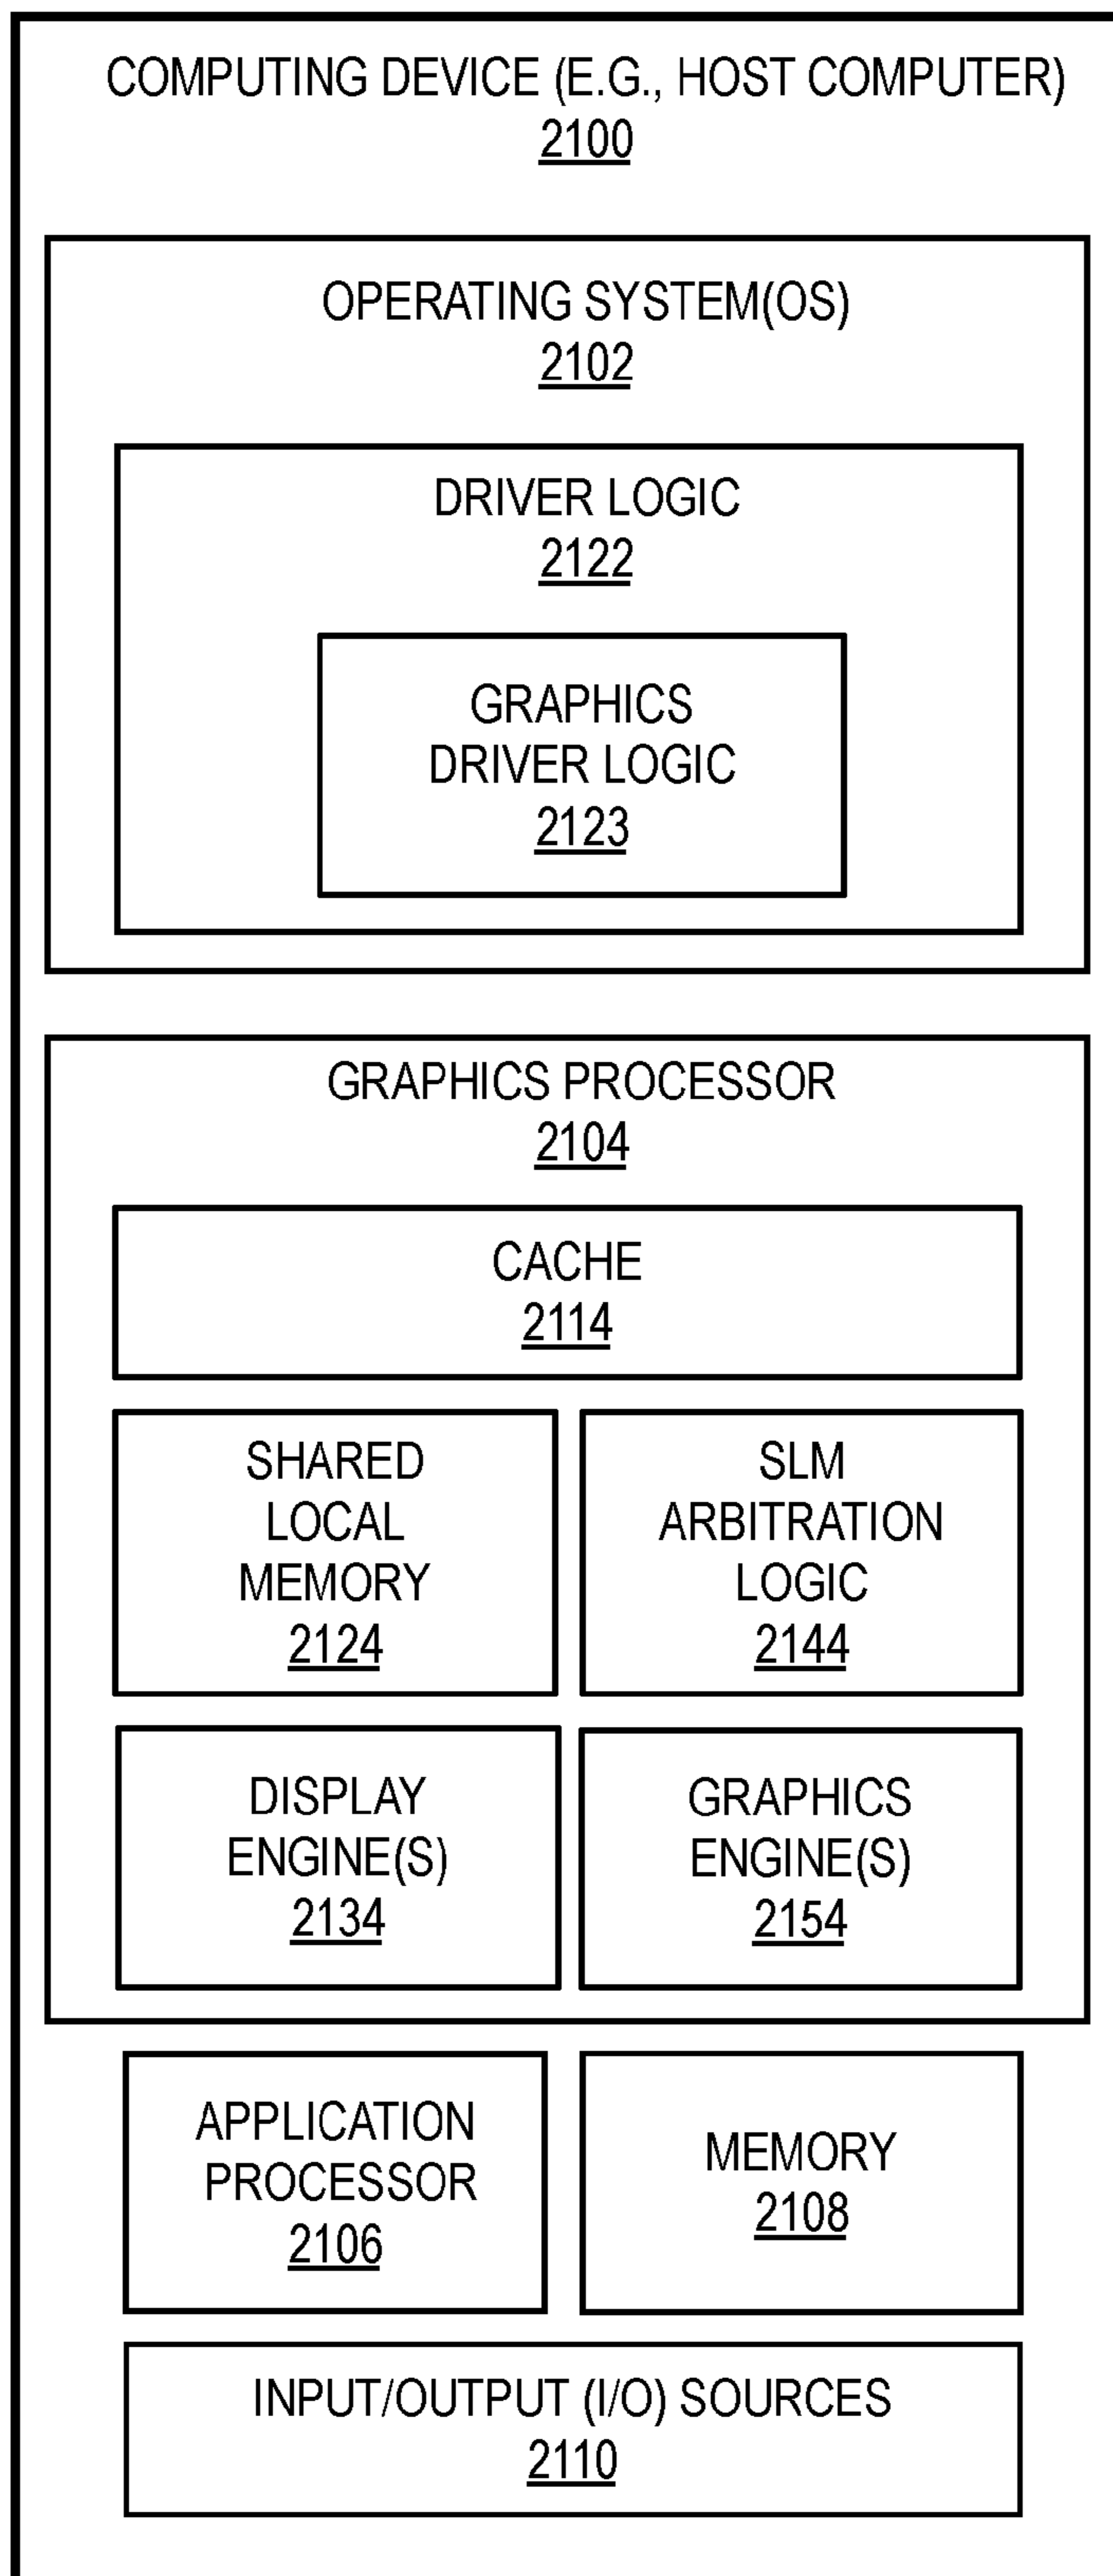 COMPUTING DEVICE (E.G., HOST COMPUTER)
2100
OPERATING SYSTEM(OS)
2102
DRIVER LOGIC
2122
GRAPHICS
DRIVER LOGIC
2123
GRAPHICS PROCESSOR
2104
CACHE
2114
SHARED
LOCAL
MEMORY
2124
SLM
ARBITRATION
LOGIC
2144
DISPLAY
ENGINE(S)
2134
GRAPHICS
ENGINE(S)
2154
APPLICATION
PROCESSOR
2106
MEMORY
2108
INPUT/OUTPUT (I/O) SOURCES
2110